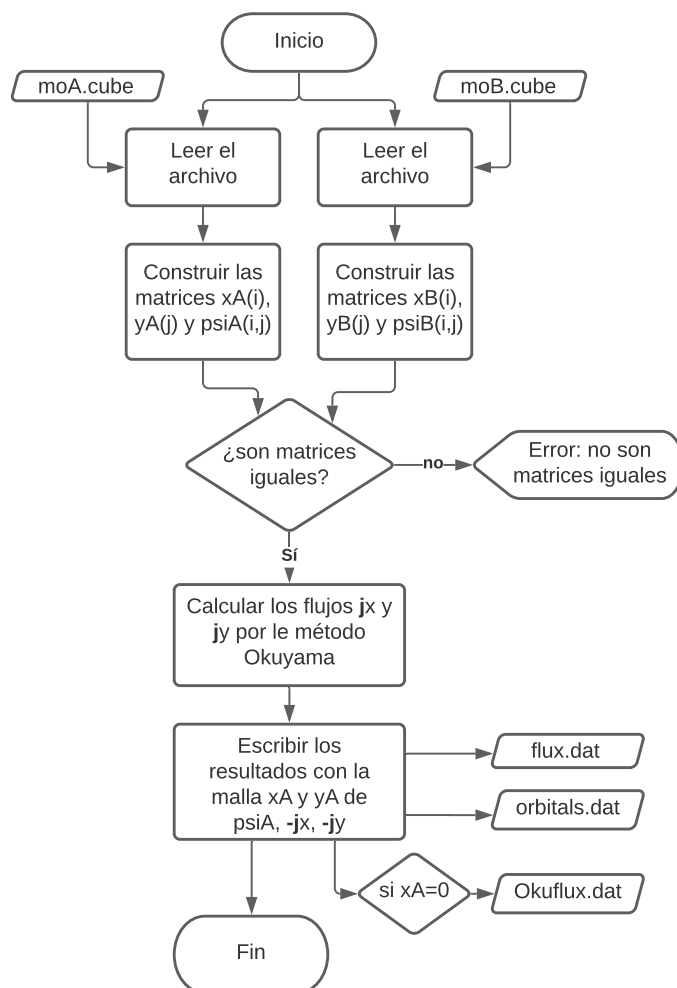 Inicio
moA.cube
moB.cube
Leer el
archivo
Leer el
archivo
Construir las
matrices xA(i),
yA(j) y psiA(i,j)
Construir las
matrices xB(i),
yB(j) y psiB(i,j)
¿son matrices
iguales?
no
Error: no son
matrices iguales
Sí
Calcular los flujos jx y
jy por le método
Okuyama
Escribir los
resultados con la
malla xA y yA de
psiA, -jx, -jy
flux.dat
orbitals.dat
si xA=0
Okuflux.dat
Fin